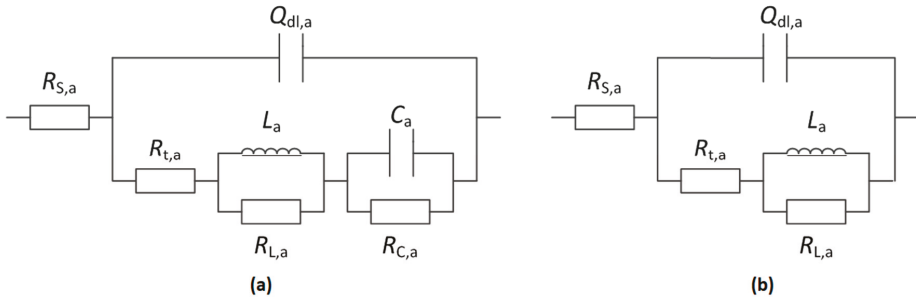 Qdl,a
RS,a
La
Ca
Rt,a
RL,a
RC,a
(a)
Qdl,a
RS,a
La
Rt,a
RL,a
(b)